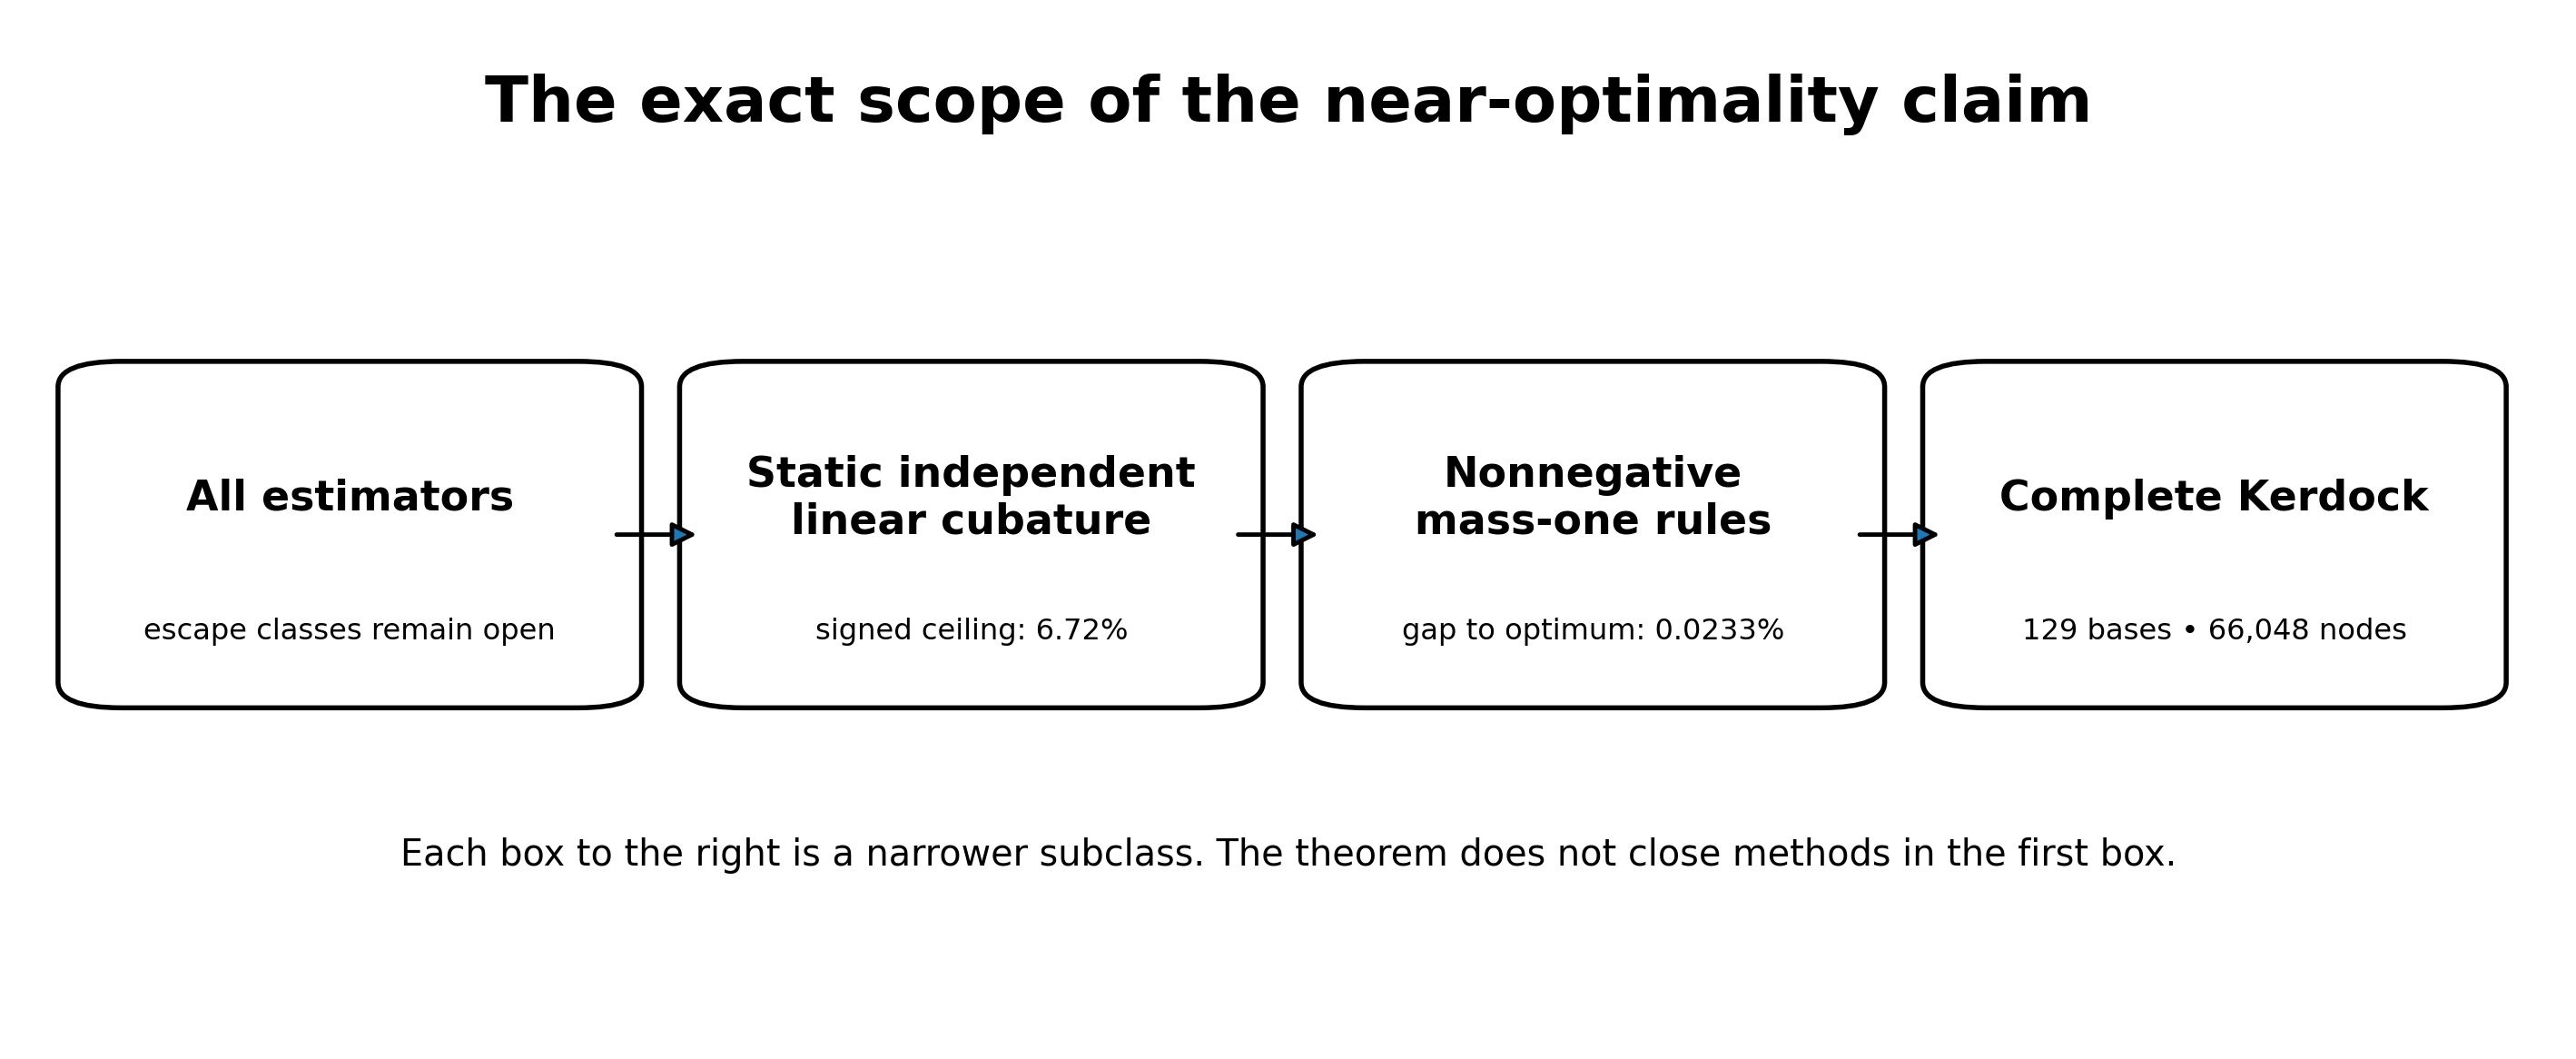 The exact scope of the near-optimality claim
All estimators
escape classes remain open
Static independent
linear cubature
signed ceiling: 6.72%
Nonnegative
mass-one rules
gap to optimum: 0.0233%
Complete Kerdock
129 bases • 66,048 nodes
Each box to the right is a narrower subclass. The theorem does not close methods in the first box.